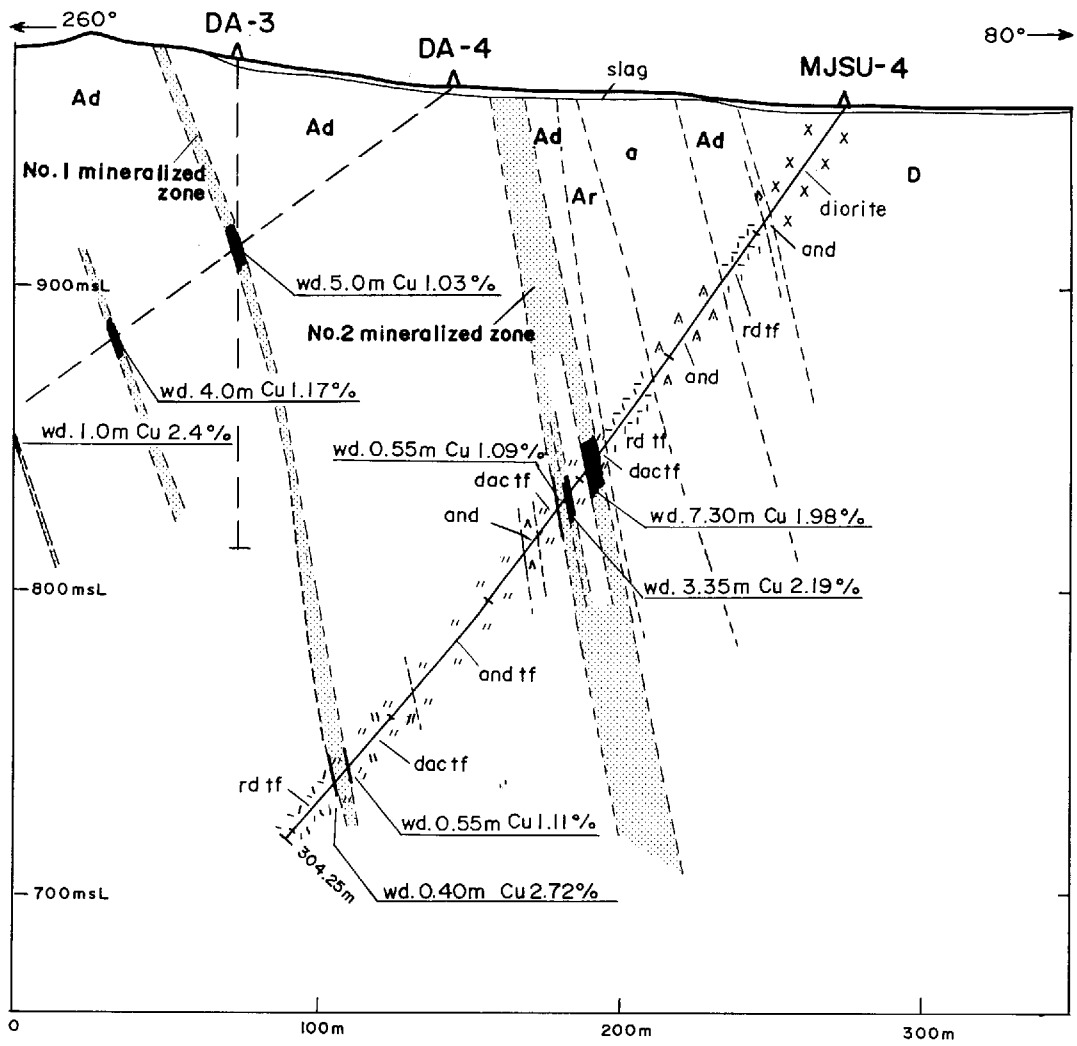 260°
DA-3
DA-4
80°
slag
MJSU-4
Ad
Ad
Ad
a
Ad
D
No.1 mineralized
zone
Ar
diorite
and
wd. 5.0m Cu 1.03%
900msL
rd tf
No.2 mineralized zone
and
wd. 4.0m Cu 1.17%
wd. 1.0m Cu 2.4%
wd. 0.55m Cu 1.09%
rd tf
dac tf
dac tf
and
wd. 7.30m Cu 1.98%
800msL
wd. 3.35m Cu 2.19%
and tf
dac tf
rd tf
wd. 0.55m Cu 1.11%
304.25m
700msL
wd. 0.40m Cu 2.72%
0
100m
200m
300m